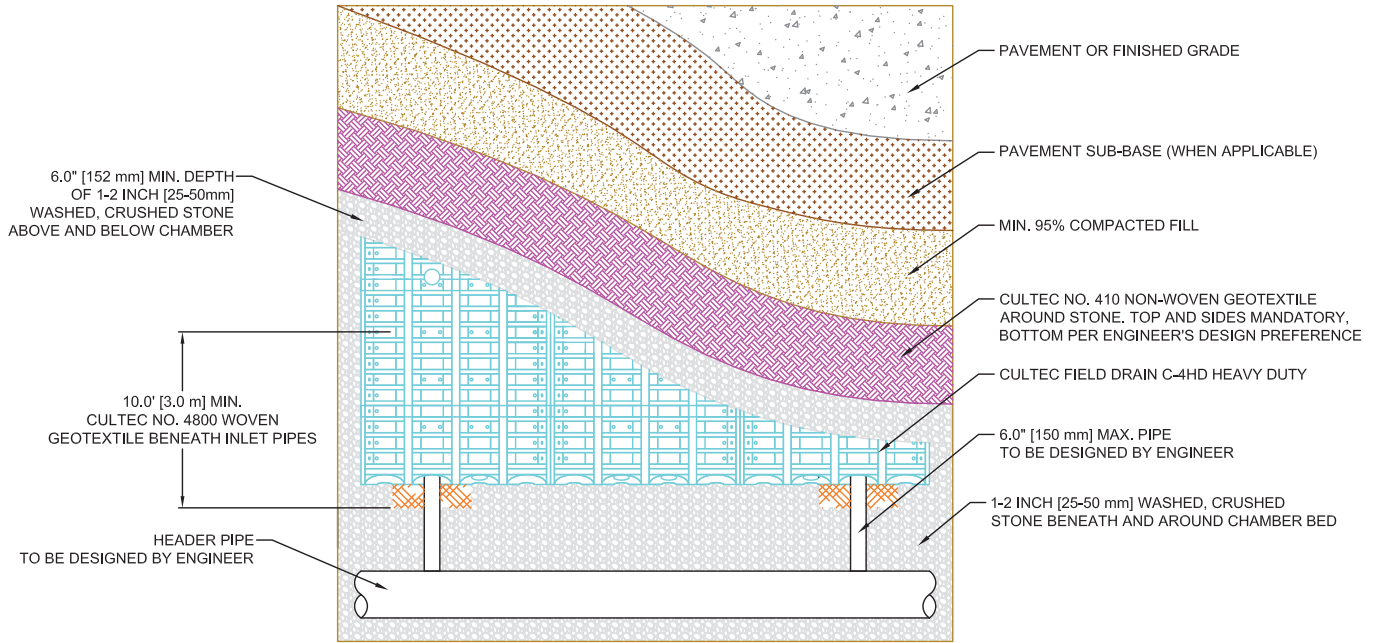 PAVEMENT OR FINISHED GRADE
PAVEMENT SUB-BASE (WHEN APPLICABLE)
6.0" [152 mm] MIN. DEPTH
OF 1-2 INCH [25-50mm]
WASHED, CRUSHED STONE
ABOVE AND BELOW CHAMBER
MIN. 95% COMPACTED FILL
CULTEC NO. 410 NON-WOVEN GEOTEXTILE
AROUND STONE. TOP AND SIDES MANDATORY,
BOTTOM PER ENGINEER'S DESIGN PREFERENCE
CULTEC FIELD DRAIN C-4HD HEAVY DUTY
10.0' [3.0 m] MIN.
CULTEC NO. 4800 WOVEN
GEOTEXTILE BENEATH INLET PIPES
6.0" [150 mm] MAX. PIPE
TO BE DESIGNED BY ENGINEER
1-2 INCH [25-50 mm] WASHED, CRUSHED
STONE BENEATH AND AROUND CHAMBER BED
HEADER PIPE
TO BE DESIGNED BY ENGINEER